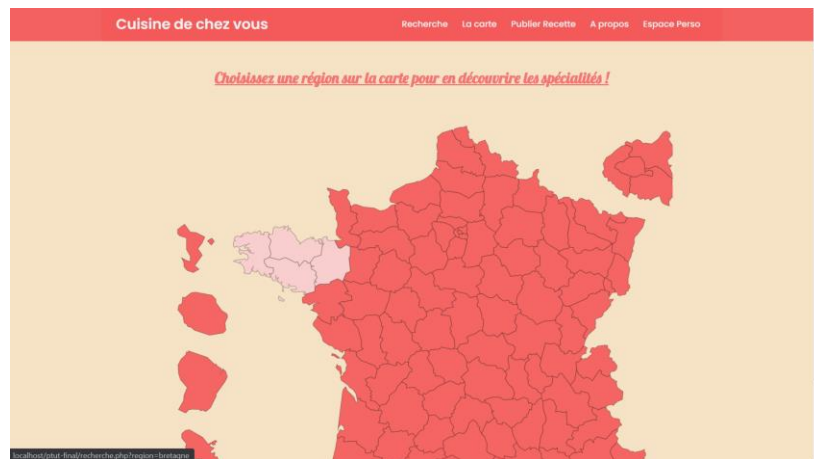 Cuisine de chez vous
Recherche La carte Publier Recette A propos Espace Perso
Choisissez une région sur la carte pour en découvrire les spécialités !
localhost/ptut-final/recherche.php?region=bretagne